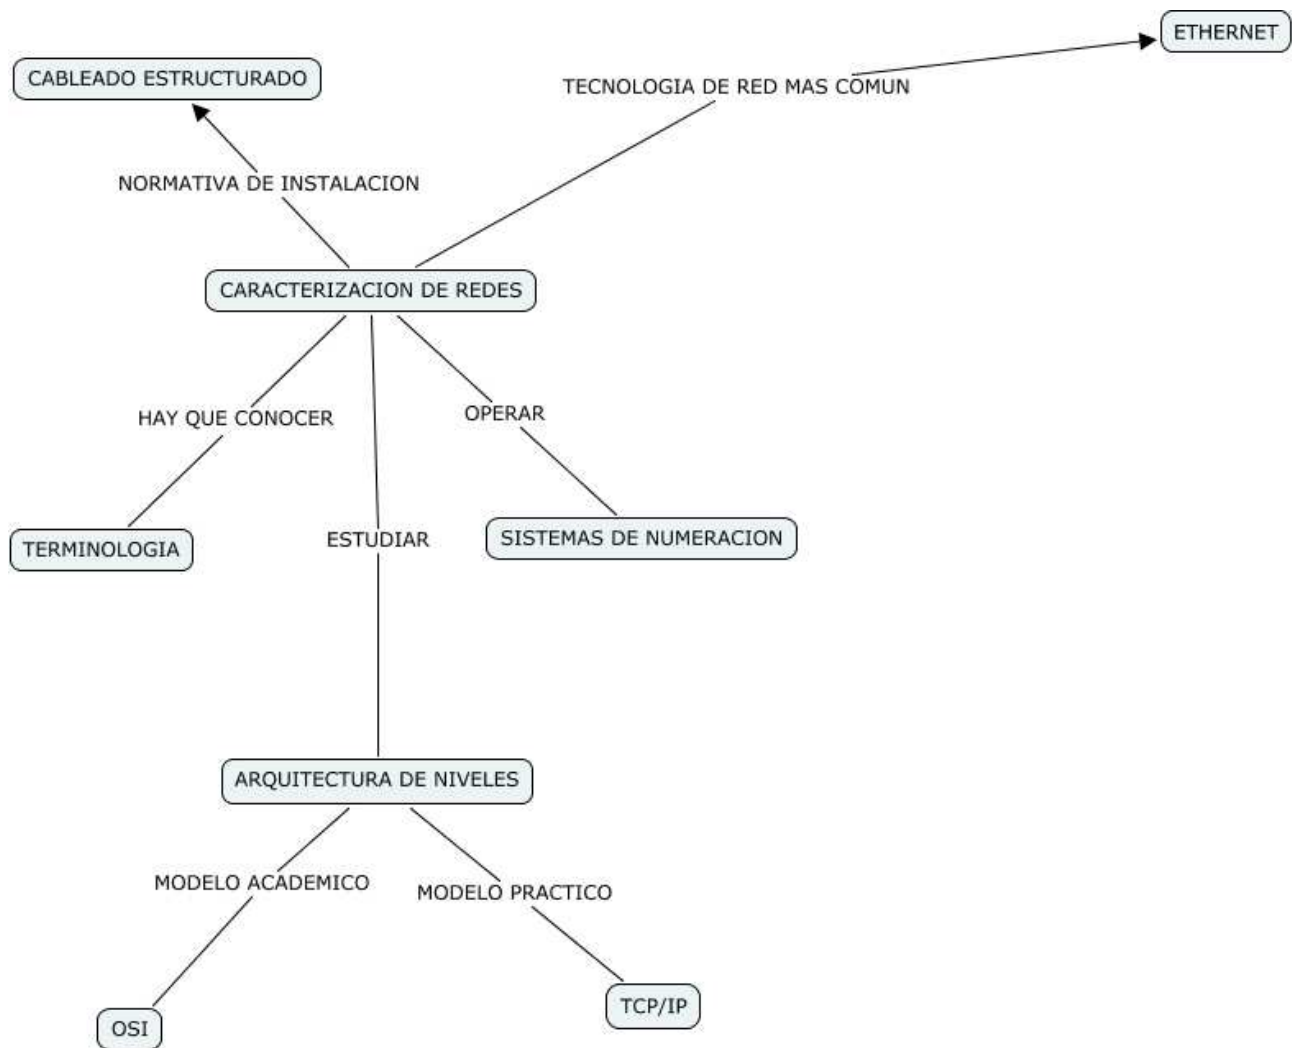 ETHERNET
CABLEADO ESTRUCTURADO
TECNOLOGIA DE RED MAS COMUN
NORMATIVA DE INSTALACION
CARACTERIZACION DE REDES
HAY QUE CONOCER
OPERAR
TERMINOLOGIA
ESTUDIAR
SISTEMAS DE NUMERACION
ARQUITECTURA DE NIVELES
MODELO ACADEMICO
MODELO PRACTICO
OSI
TCP/IP